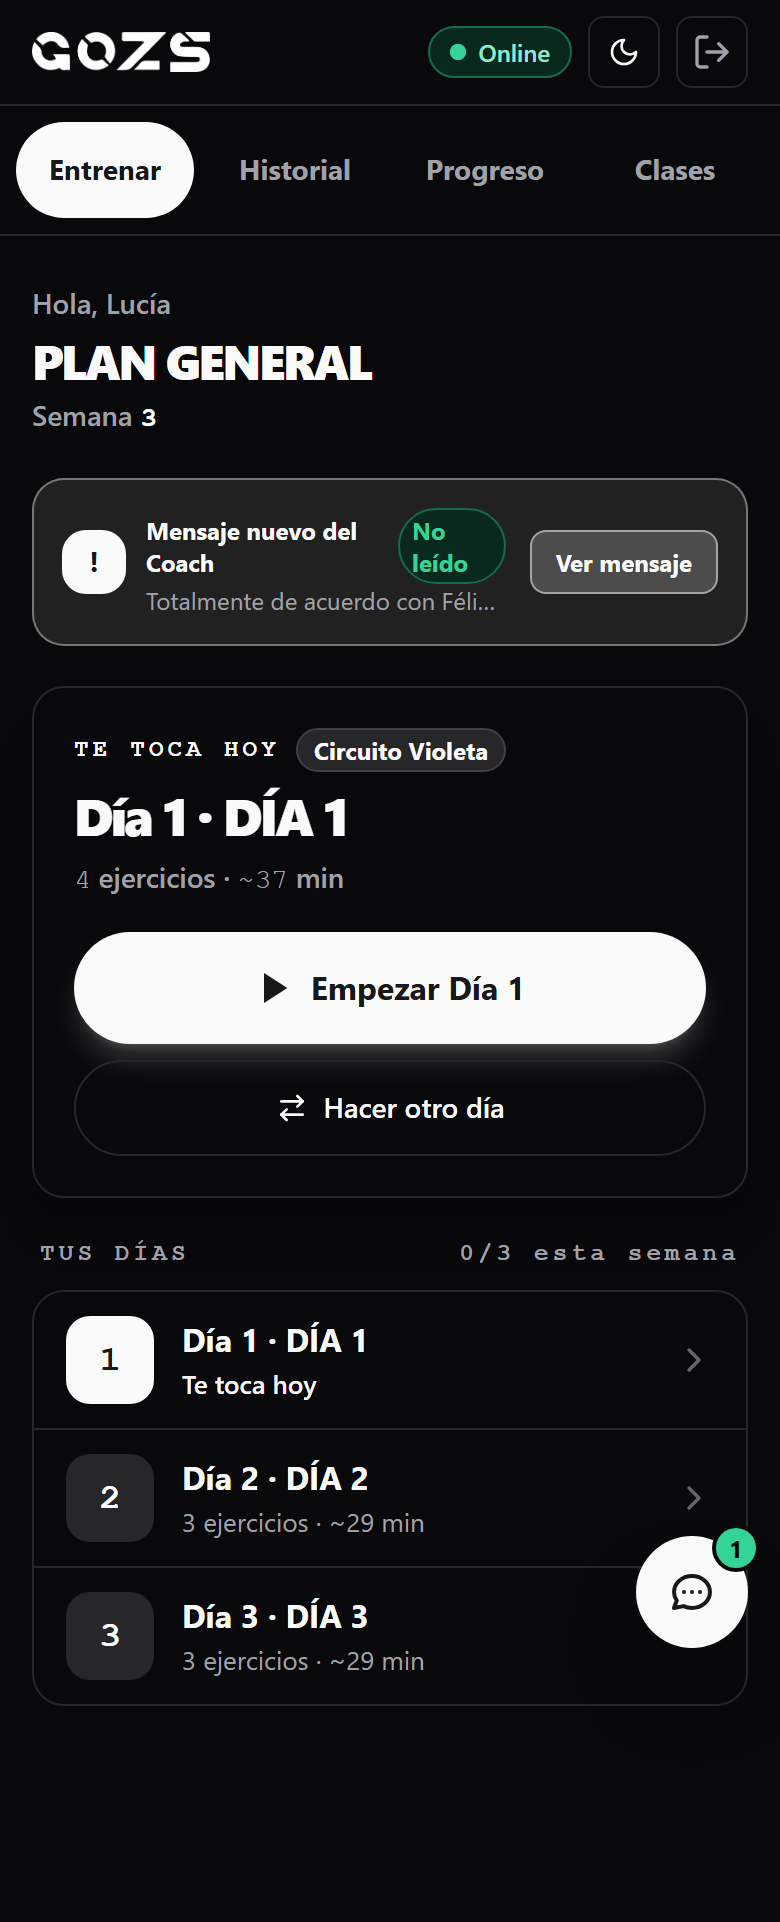 GOZS
Online
Entrenar
Historial
Progreso
Clases
Hola, Lucía
PLAN GENERAL
Semana 3
!
Mensaje nuevo del
Coach
No
leído
Totalmente de acuerdo con Féli...
Ver mensaje
TE TOCA HOY
Circuito Violeta
Día 1 · DÍA 1
4 ejercicios · ~37 min
Empezar Día 1
Hacer otro día
TUS DÍAS
0/3 esta semana
1
Día 1 · DÍA 1
Te toca hoy
2
Día 2 · DÍA 2
3 ejercicios · ~29 min
1
3
Día 3 · DÍA 3
3 ejercicios · ~29 min